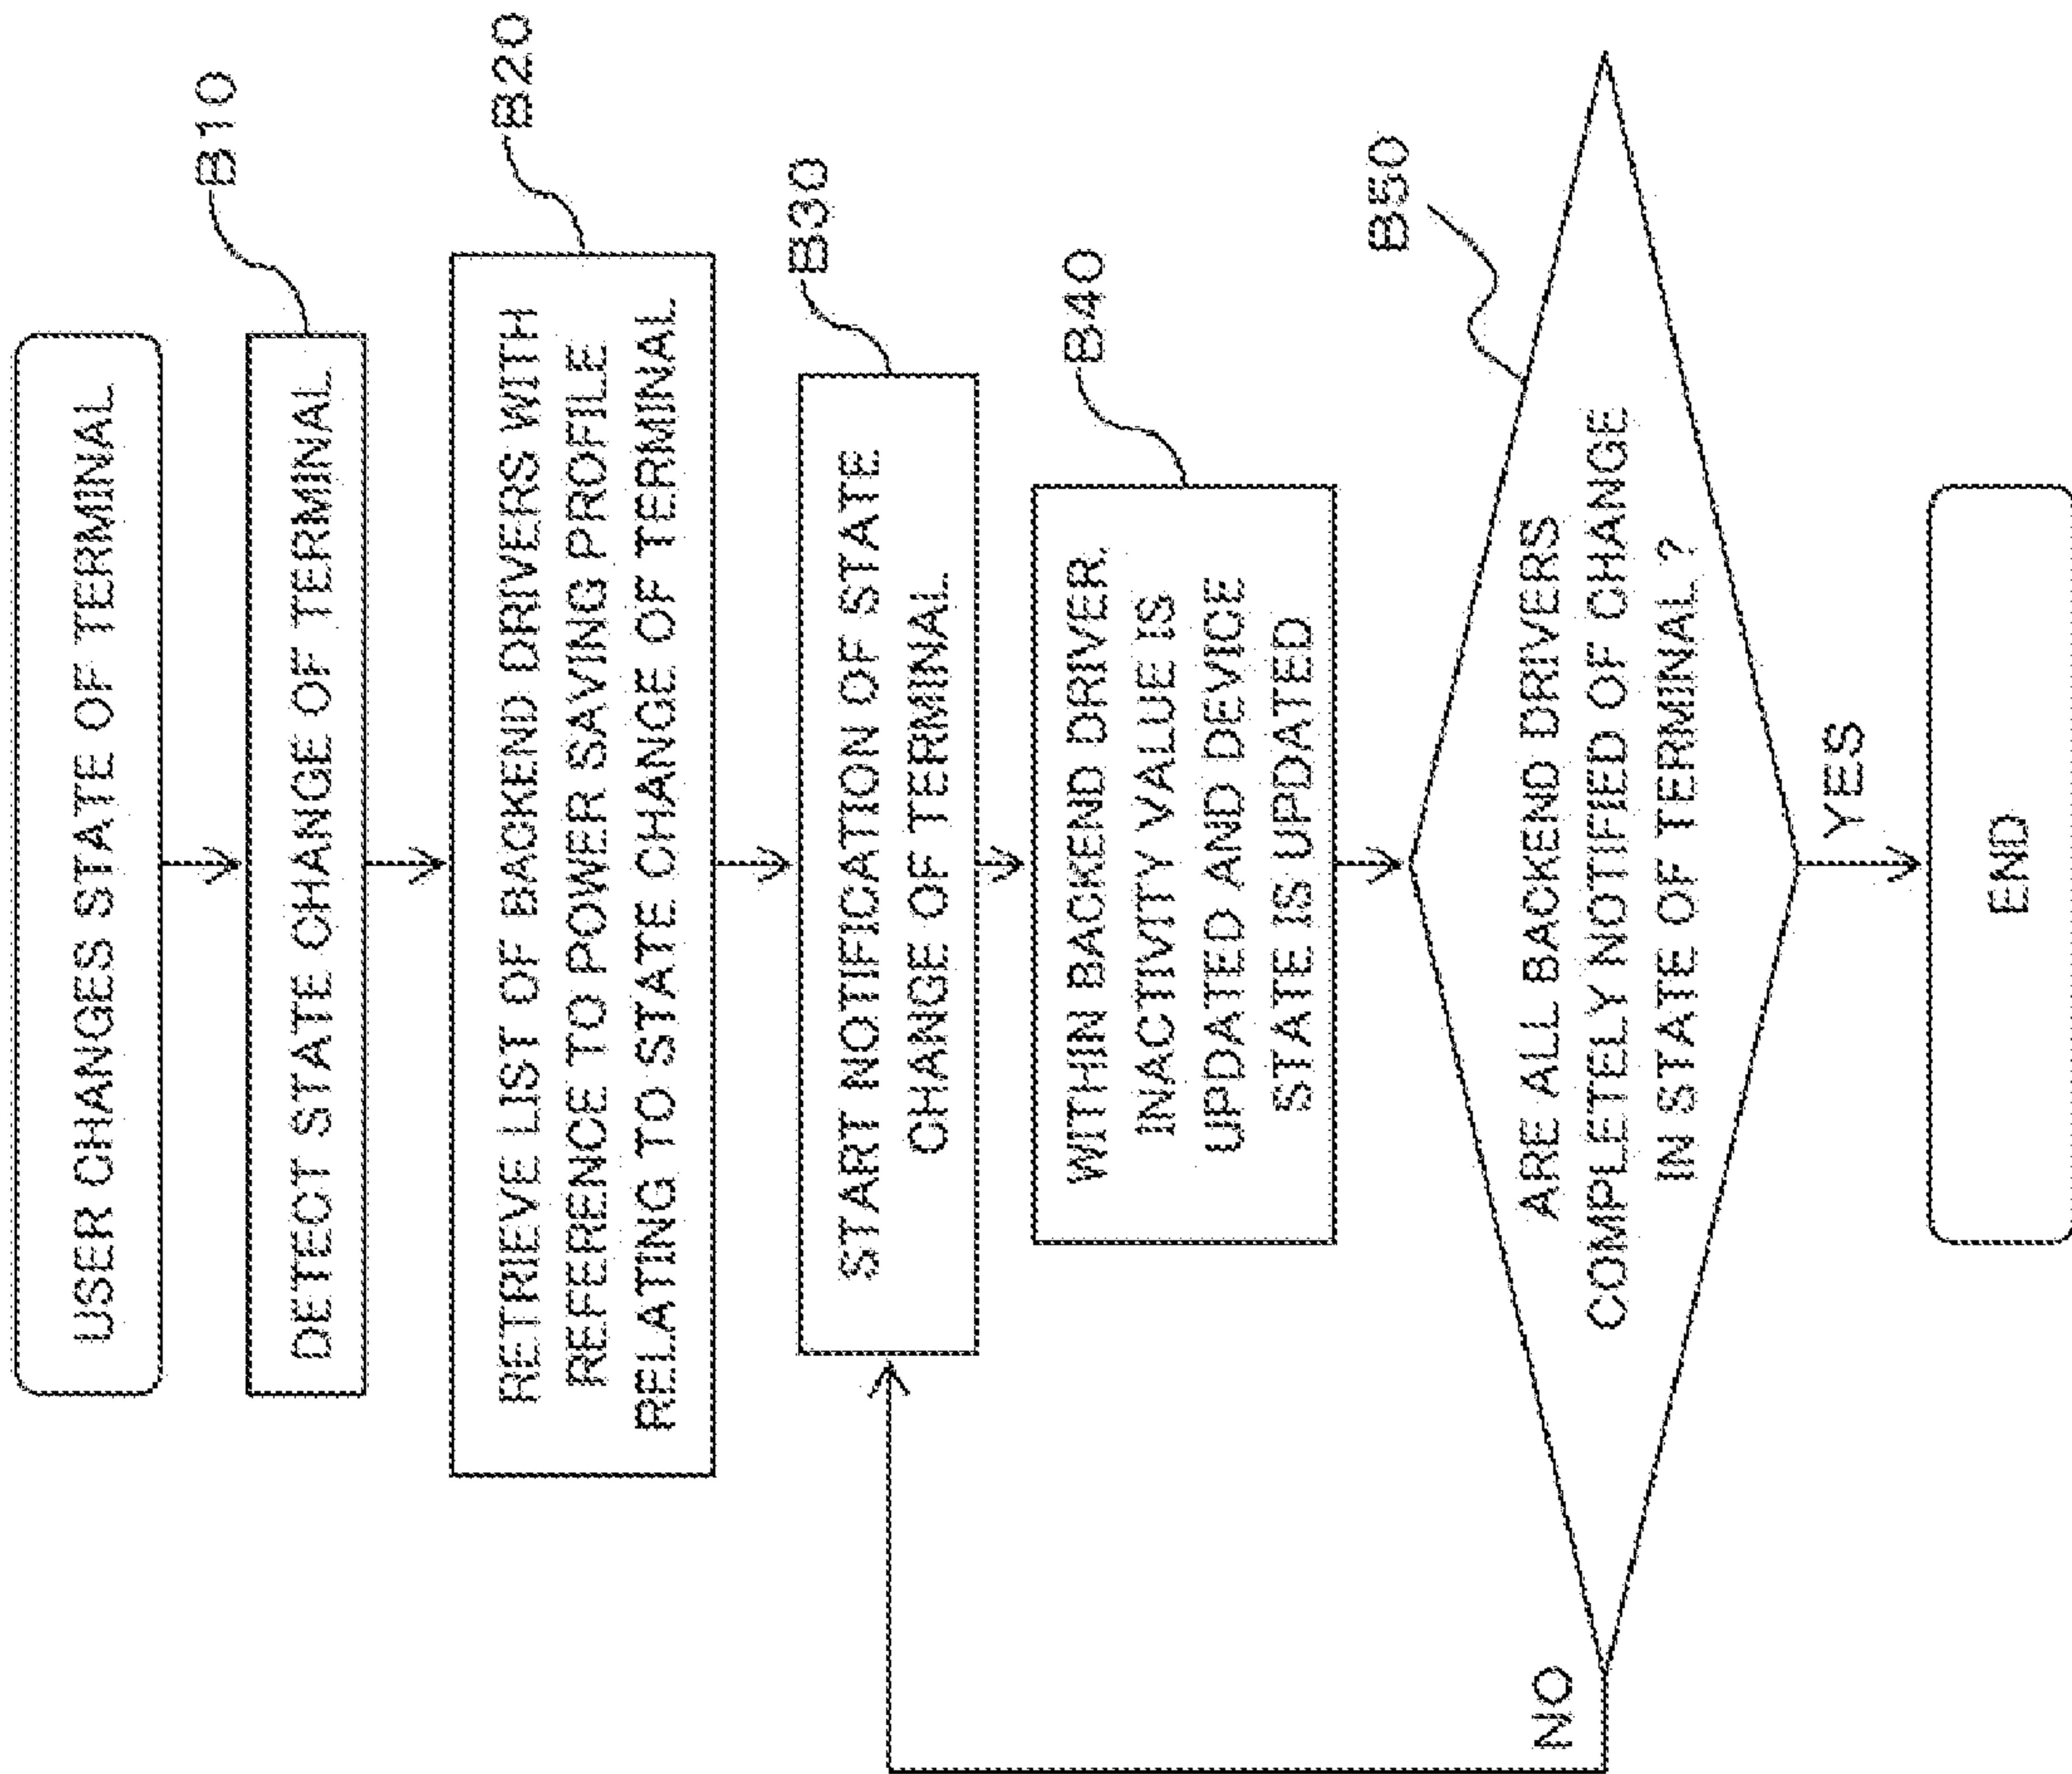 USER CHANGES STATE OF TERMINAL
B10
DETECT STATE CHANGE OF TERMINAL
B20
RETRIEVE LIST OF BACKEND DRIVERS WITH
REFERENCE TO POWER SAVING PROFILE
RELATING TO STATE CHANGE OF TERMINAL
B30
START NOTIFICATION OF STATE
CHANGE OF TERMINAL
B40
WITHIN BACKEND DRIVER,
INACTIVITY VALUE IS
UPDATED AND DEVICE
STATE IS UPDATED
B50
ARE ALL BACKEND DRIVERS
COMPLETELY NOTIFIED OF CHANGE
IN STATE OF TERMINAL ?
NO
YES
END